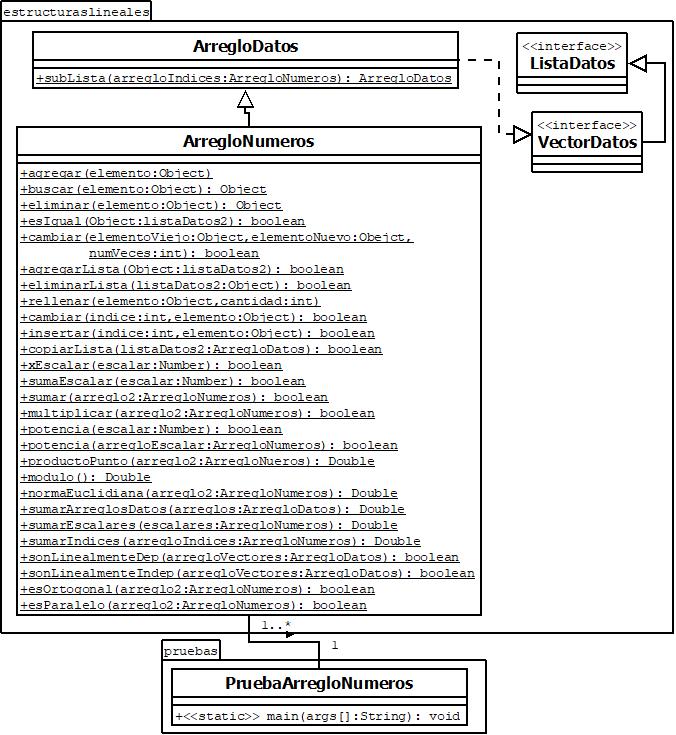 estructuraslineales
ArregloDatos
+subLista(arregloIndices:ArregloNumeros): ArregloDatos
<<interface>>
ListaDatos
<<interface>>
VectorDatos
ArregloNumeros
+agregar(elemento:Object)
+buscar(elemento:Object): Object
+eliminar(elemento:Object): Object
+esIgual(Object:listaDatos2): boolean
+cambiar(elementoViejo:Object,elementoNuevo:Obejct,
numVeces:int): boolean
+agregarLista(Object:listaDatos2): boolean
+eliminarLista(listaDatos2:Object): boolean
+rellenar(elemento:Object,cantidad:int)
+cambiar(indice:int,elemento:Object): boolean
+insertar(indice:int,elemento:Object): boolean
+copiarLista(listaDatos2:ArregloDatos): boolean
+xEscalar(escalar:Number): boolean
+sumaEscalar(escalar:Number): boolean
+sumar(arreglo2:ArregloNumeros): boolean
+multiplicar(arreglo2:ArregloNumeros): boolean
+potencia(escalar:Number): boolean
+potencia(arregloEscalar:ArregloNumeros): boolean
+productoPunto(arreglo2:ArregloNueros): Double
+modulo(): Double
+normaEuclidiana(arreglo2:ArregloNumeros): Double
+sumarArreglosDatos(arreglos:ArregloDatos): Double
+sumarEscalares(escalares:ArregloNumeros): Double
+sumarIndices(arregloIndices:ArregloNumeros): Double
+sonLinealmenteDep(arregloVectores:ArregloDatos): boolean
+sonLinealmenteIndep(arregloVectores:ArregloDatos): boolean
+esOrtogonal(arreglo2:ArregloNumeros): boolean
+esParalelo(arreglo2:ArregloNumeros): boolean
1..*
1
pruebas
PruebaArregloNumeros
+<<static>> main(args[]:String): void